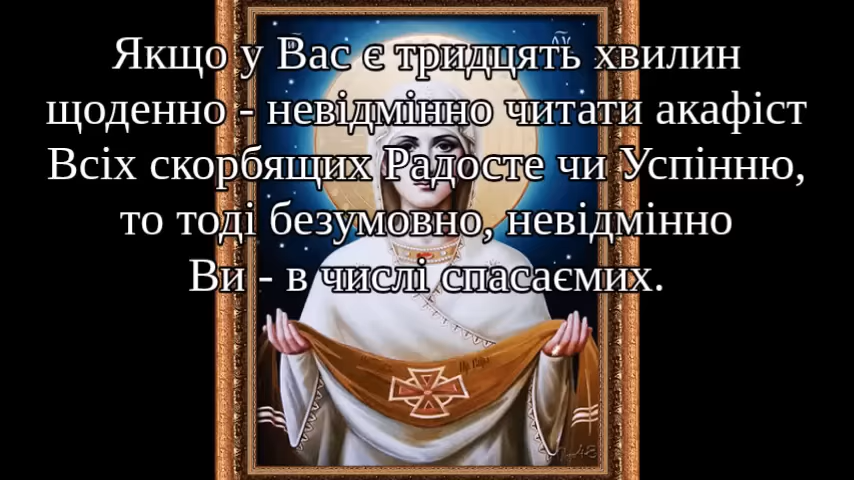 Якщо у Вас є тридцять хвилин
щоденно - невідмінно читати акафіст
Всіх скорбящих Радосте чи Успінню,
то тоді безумовно, невідмінно
Ви - в числі спасаємих.